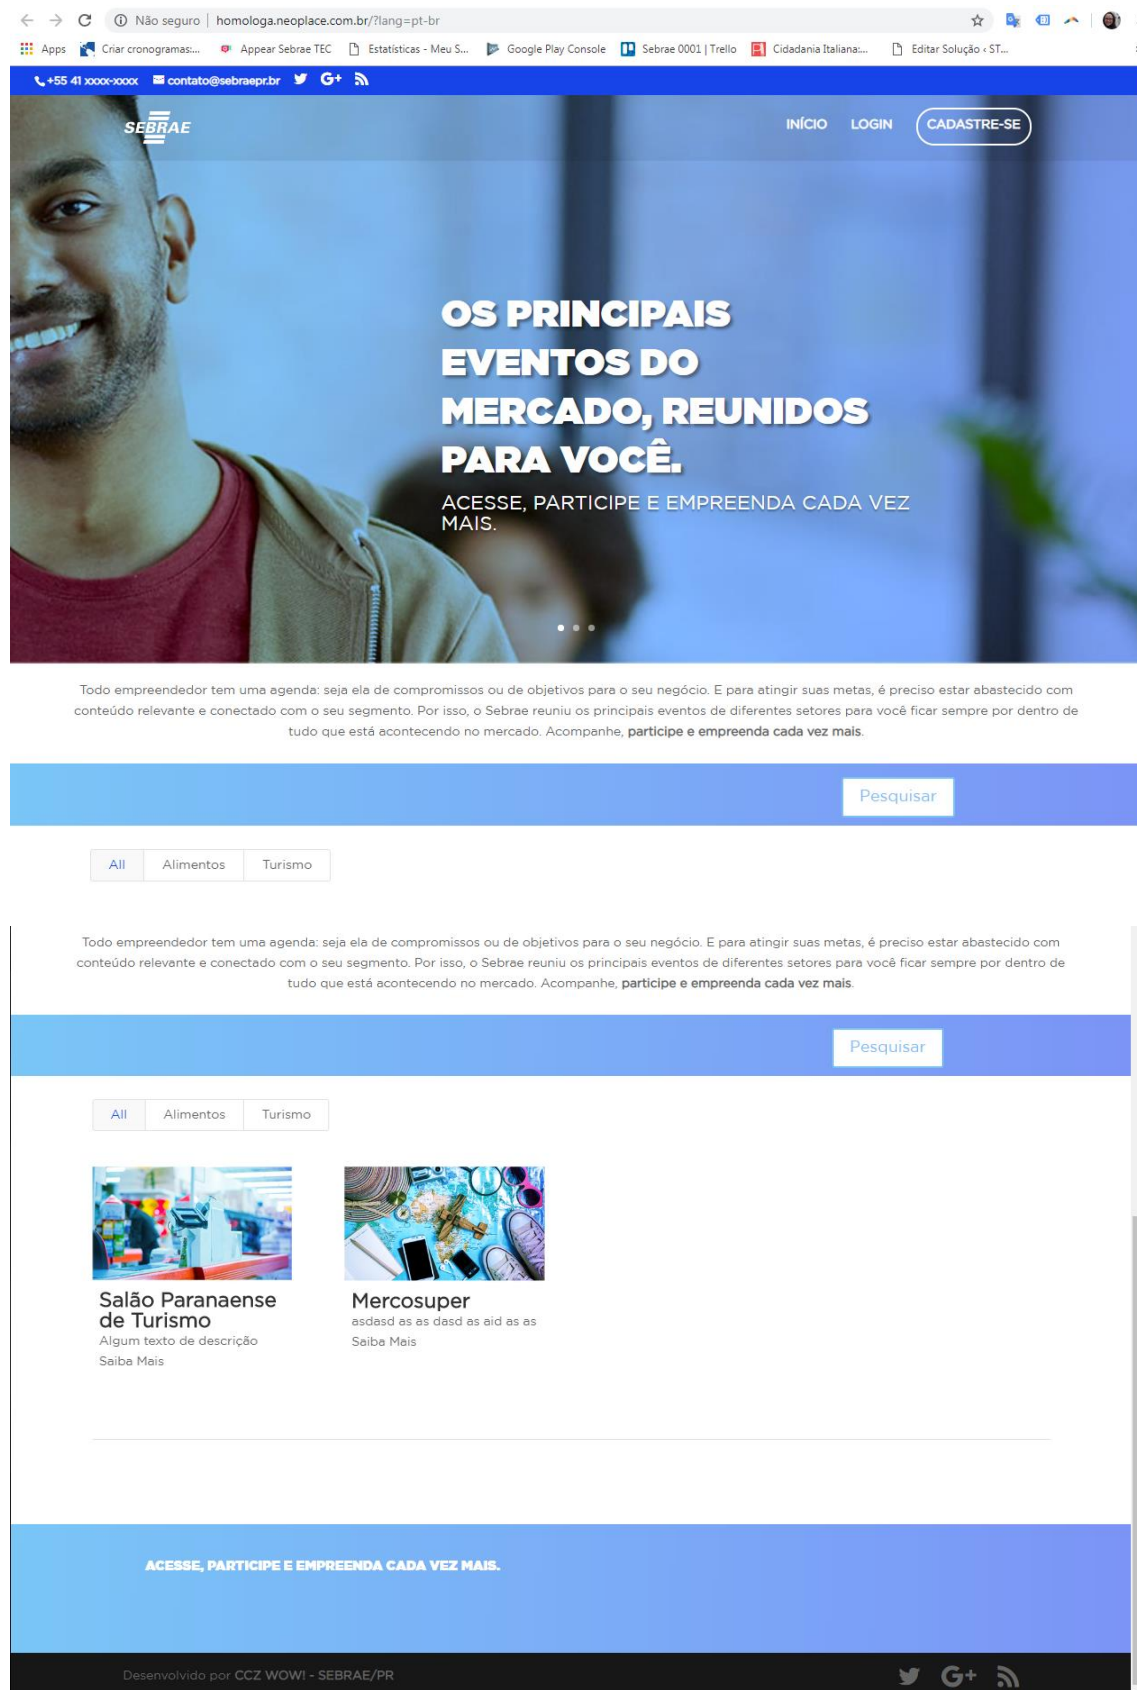 Não seguro | homologa.neoplace.com.br/?lang=pt-br
Apps Criar cronogramas:... Appear Sebrae TEC Estatísticas - Meu S... Google Play Console Sebrae 0001 | Trello Cidadania Italiana:... Editar Solução ‹ ST...
+55 41 xxxx-xxxx contato@sebraepr.br G+
SEBRAE INÍCIO LOGIN CADASTRE-SE
OS PRINCIPAIS
EVENTOS DO
MERCADO, REUNIDOS
PARA VOCÊ.
ACESSE, PARTICIPE E EMPREENDA CADA VEZ
MAIS.
Todo empreendedor tem uma agenda: seja ela de compromissos ou de objetivos para o seu negócio. E para atingir suas metas, é preciso estar abastecido com
conteúdo relevante e conectado com o seu segmento. Por isso, o Sebrae reuniu os principais eventos de diferentes setores para você ficar sempre por dentro de
tudo que está acontecendo no mercado. Acompanhe, participe e empreenda cada vez mais.
Pesquisar
All Alimentos Turismo
Todo empreendedor tem uma agenda: seja ela de compromissos ou de objetivos para o seu negócio. E para atingir suas metas, é preciso estar abastecido com
conteúdo relevante e conectado com o seu segmento. Por isso, o Sebrae reuniu os principais eventos de diferentes setores para você ficar sempre por dentro de
tudo que está acontecendo no mercado. Acompanhe, participe e empreenda cada vez mais.
Pesquisar
All Alimentos Turismo
Salão Paranaense
de Turismo
Algum texto de descrição
Saiba Mais
Mercosuper
asdasd as as dasd as aid as as
Saiba Mais
ACESSE, PARTICIPE E EMPREENDA CADA VEZ MAIS.
Desenvolvido por CCZ WOW! - SEBRAE/PR G+